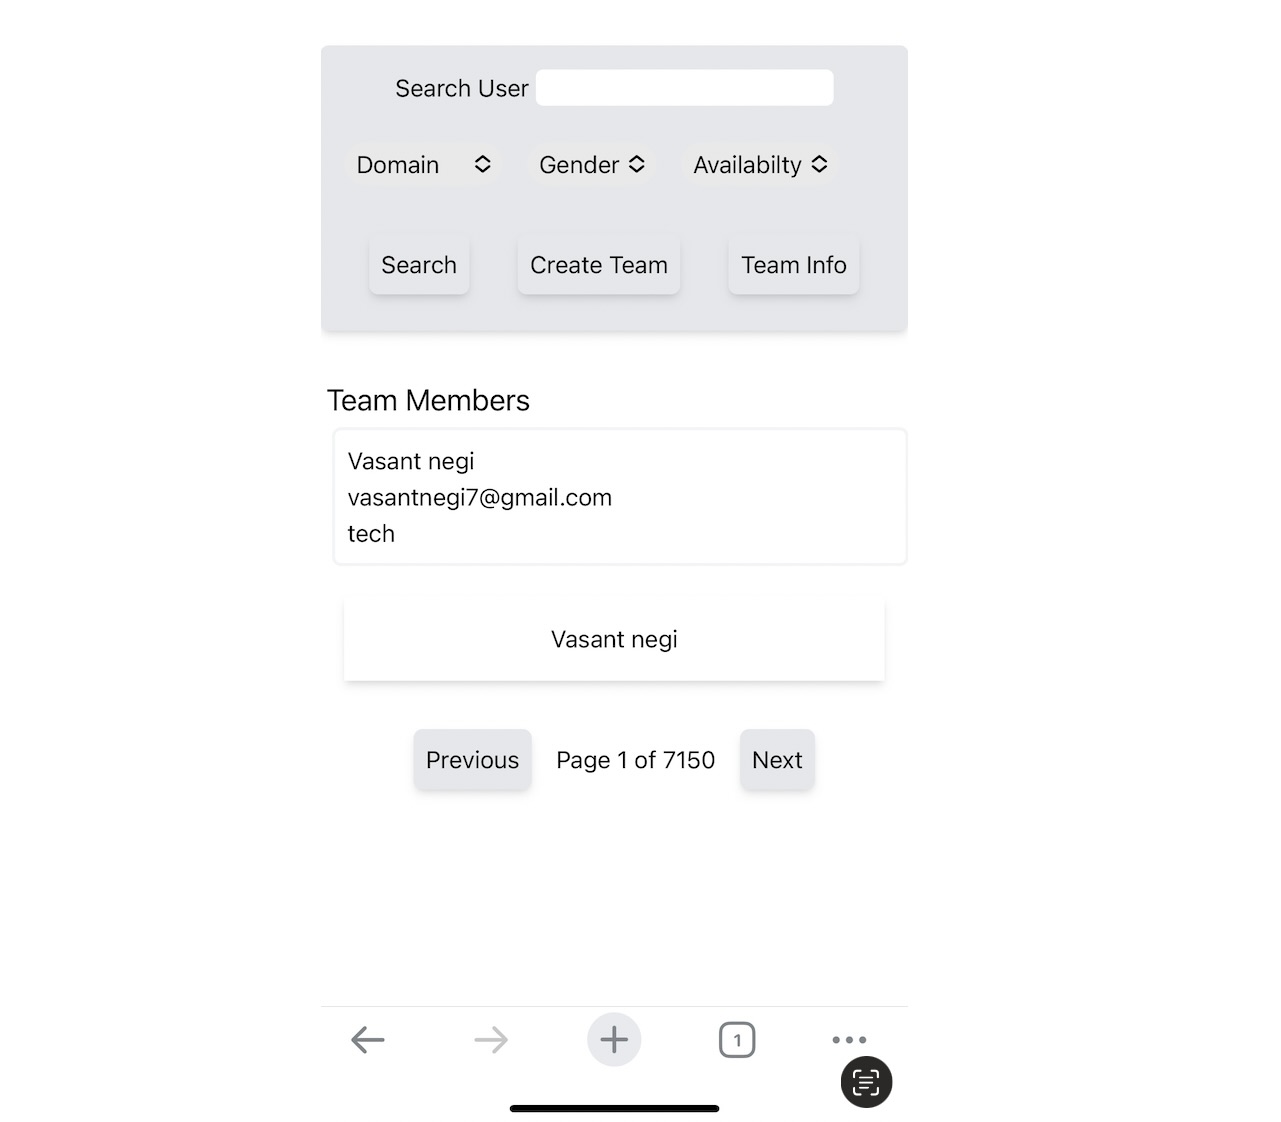 Search User
Domain Gender Availabilty
Search Create Team Team Info
Team Members
Vasant negi
vasantnegi7@gmail.com
tech
Vasant negi
Previous Page 1 of 7150 Next
1